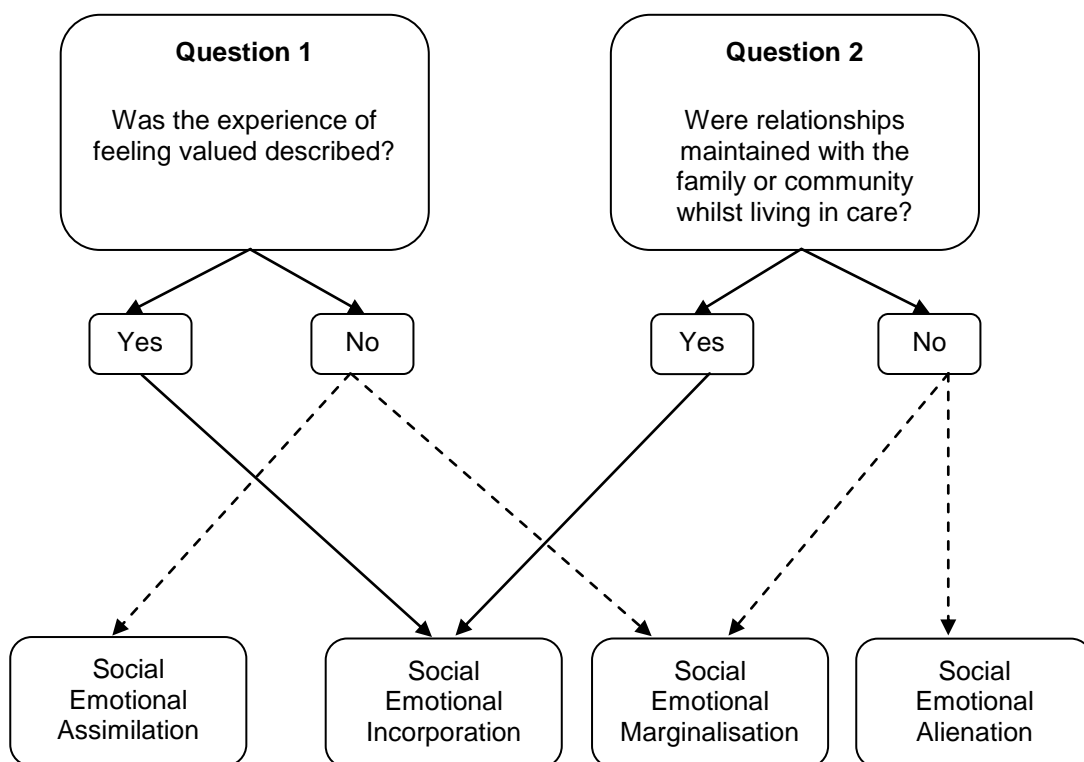 Question 1
Was the experience of
feeling valued described?
Question 2
Were relationships
maintained with the
family or community
whilst living in care?
Yes
No
Yes
No
Social
Emotional
Assimilation
Social
Emotional
Incorporation
Social
Emotional
Marginalisation
Social
Emotional
Alienation